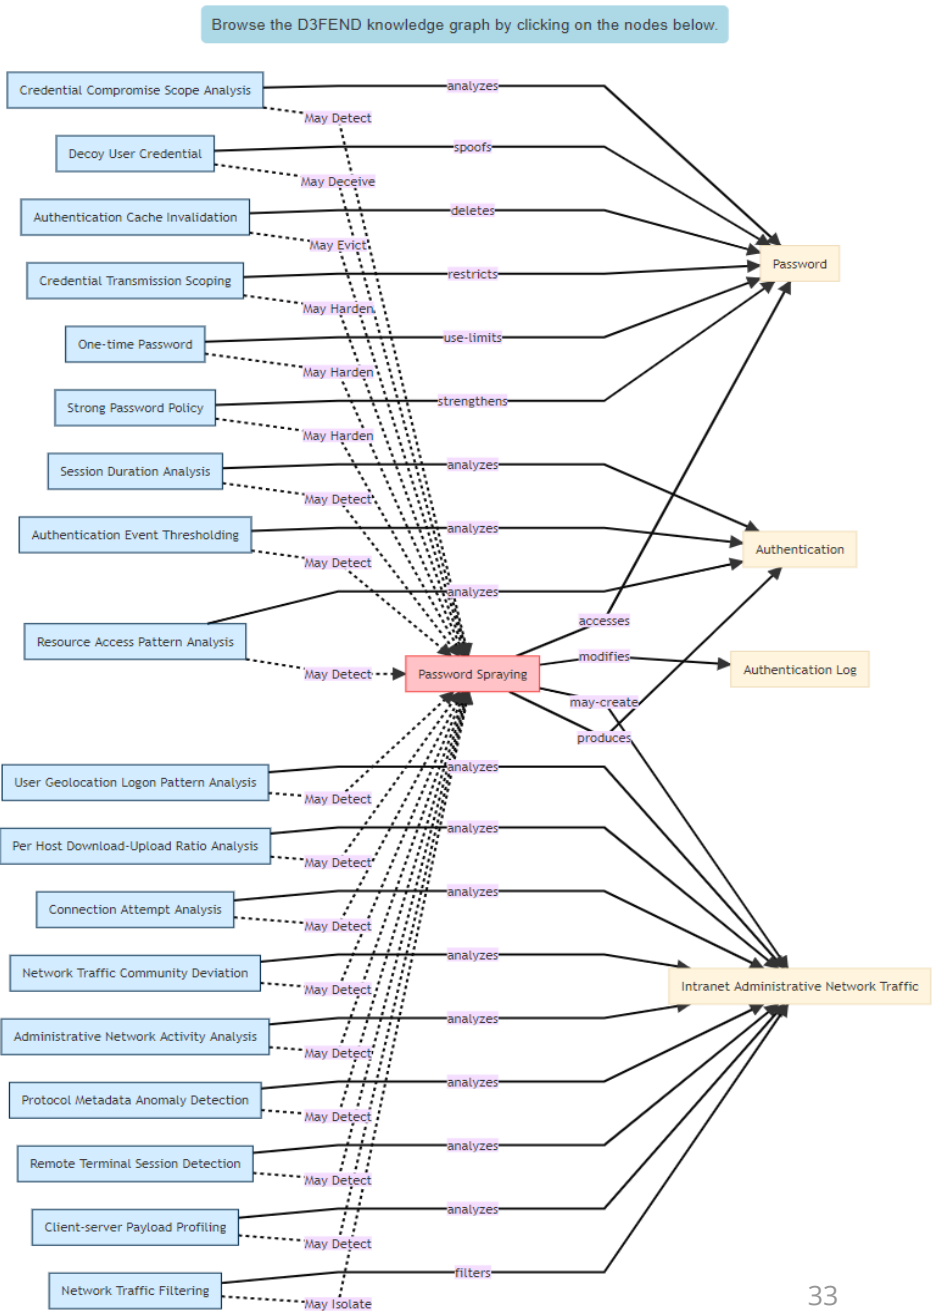 Browse the D3FEND knowledge graph by clicking on the nodes below.
Credential Compromise Scope Analysis
analyzes
May Detect
Decoy User Credential
spoofs
May Deceive
Authentication Cache Invalidation
deletes
May Evict
Password
Credential Transmission Scoping
restricts
May Harden
One-time Password
use-limits
May Harden
Strong Password Policy
strengthens
May Harden
Session Duration Analysis
analyzes
May Detect
Authentication Event Thresholding
analyzes
Authentication
May Detect
analyzes
Resource Access Pattern Analysis
accesses
May Detect
Password Spraying
modifies
Authentication Log
may-create
produces
User Geolocation Logon Pattern Analysis
analyzes
May Detect
Per Host Download-Upload Ratio Analysis
analyzes
May Detect
Connection Attempt Analysis
analyzes
May Detect
Network Traffic Community Deviation
analyzes
May Detect
Intranet Administrative Network Traffic
Administrative Network Activity Analysis
analyzes
May Detect
Protocol Metadata Anomaly Detection
analyzes
May Detect
Remote Terminal Session Detection
analyzes
May Detect
Client-server Payload Profiling
analyzes
May Detect
Network Traffic Filtering
filters
May Isolate
33